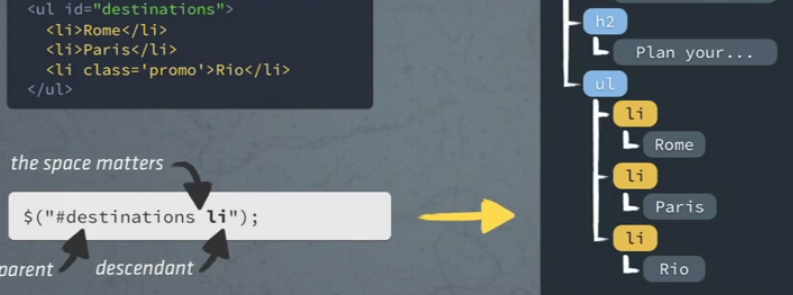 <ul id="destinations">
<li>Rome</li>
<li>Paris</li>
<li class='promo'>Rio</li>
</ul>
the space matters
$("#destinations li");
parent
descendant
h2
Plan your...
ul
li
Rome
li
Paris
li
Rio